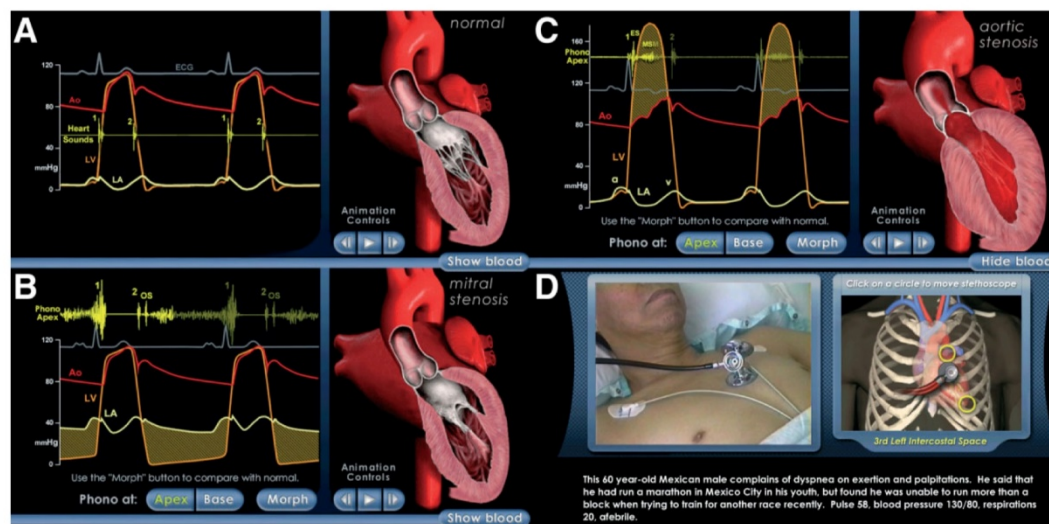 A
normal
120
80
40
mmHg
0
ECG
Ao
1
2
1
2
Heart
Sounds
LV
LA
Animation
Controls
Show blood
B
mitral
stenosis
Phono
Apex
1
2 OS
1
2 OS
120
80
40
mmHg
0
Ao
LV
LA
Use the "Morph" button to compare with normal.
Phono at: Apex Base Morph
Animation
Controls
Show blood
C
aortic
stenosis
160
120
80
40
mmHg
0
Phono
Apex
1 ES
MSM
2
Ao
LV
a
LA
v
Use the "Morph" button to compare with normal.
Phono at: Apex Base Morph
Animation
Controls
Hide blood
D
Click on a circle to move stethoscope
3rd Left Intercostal Space
This 60 year-old Mexican male complains of dyspnea on exertion and palpitations. He said that
he had run a marathon in Mexico City in his youth, but found he was unable to run more than a
block when trying to train for another race recently. Pulse 58, blood pressure 130/80, respirations
20, afebrile.